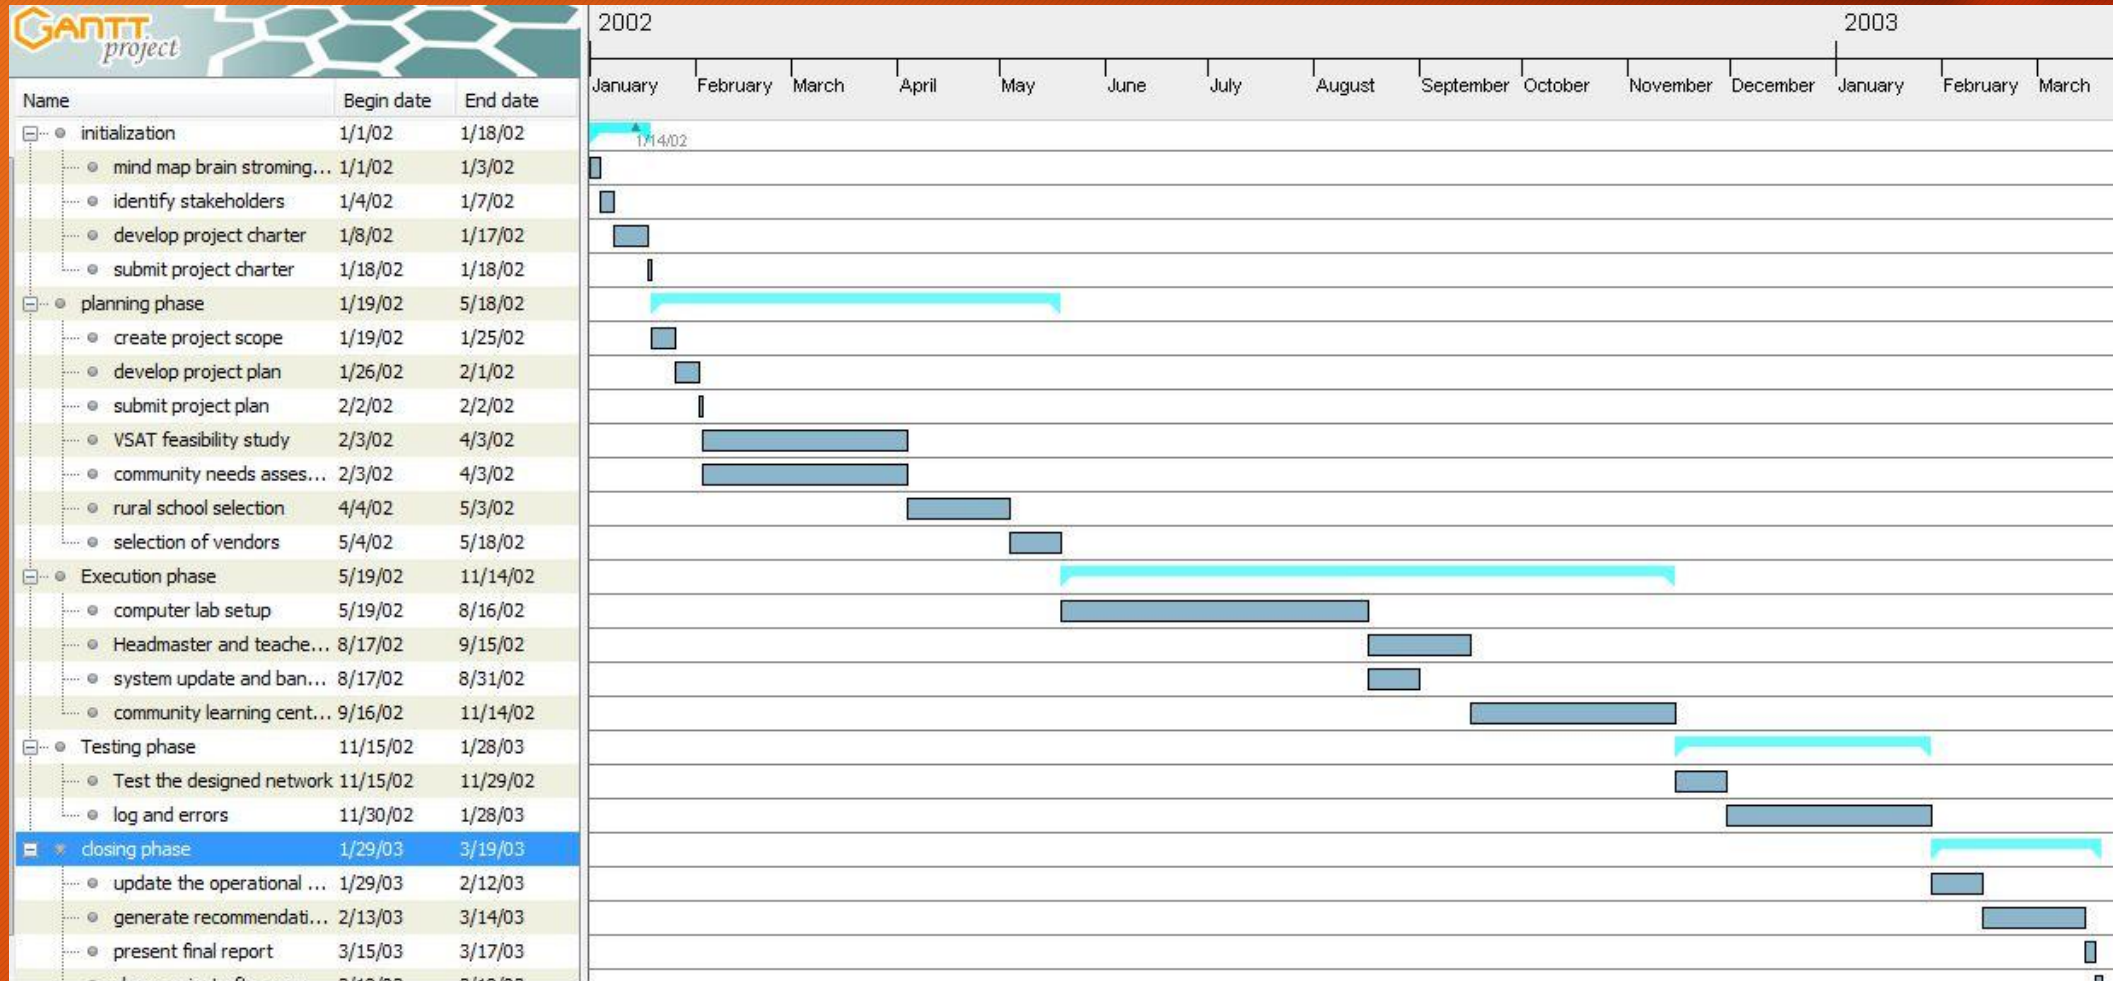 GANTT project
2002 2003
January February March April May June July August September October November December January February March
Name Begin date End date
initialization 1/1/02 1/18/02
1/14/02
mind map brain stroming... 1/1/02 1/3/02
identify stakeholders 1/4/02 1/7/02
develop project charter 1/8/02 1/17/02
submit project charter 1/18/02 1/18/02
planning phase 1/19/02 5/18/02
create project scope 1/19/02 1/25/02
develop project plan 1/26/02 2/1/02
submit project plan 2/2/02 2/2/02
VSAT feasibility study 2/3/02 4/3/02
community needs asses... 2/3/02 4/3/02
rural school selection 4/4/02 5/3/02
selection of vendors 5/4/02 5/18/02
Execution phase 5/19/02 11/14/02
computer lab setup 5/19/02 8/16/02
Headmaster and teache... 8/17/02 9/15/02
system update and ban... 8/17/02 8/31/02
community learning cent... 9/16/02 11/14/02
Testing phase 11/15/02 1/28/03
Test the designed network 11/15/02 11/29/02
log and errors 11/30/02 1/28/03
closing phase 1/29/03 3/19/03
update the operational ... 1/29/03 2/12/03
generate recommendati... 2/13/03 3/14/03
present final report 3/15/03 3/17/03